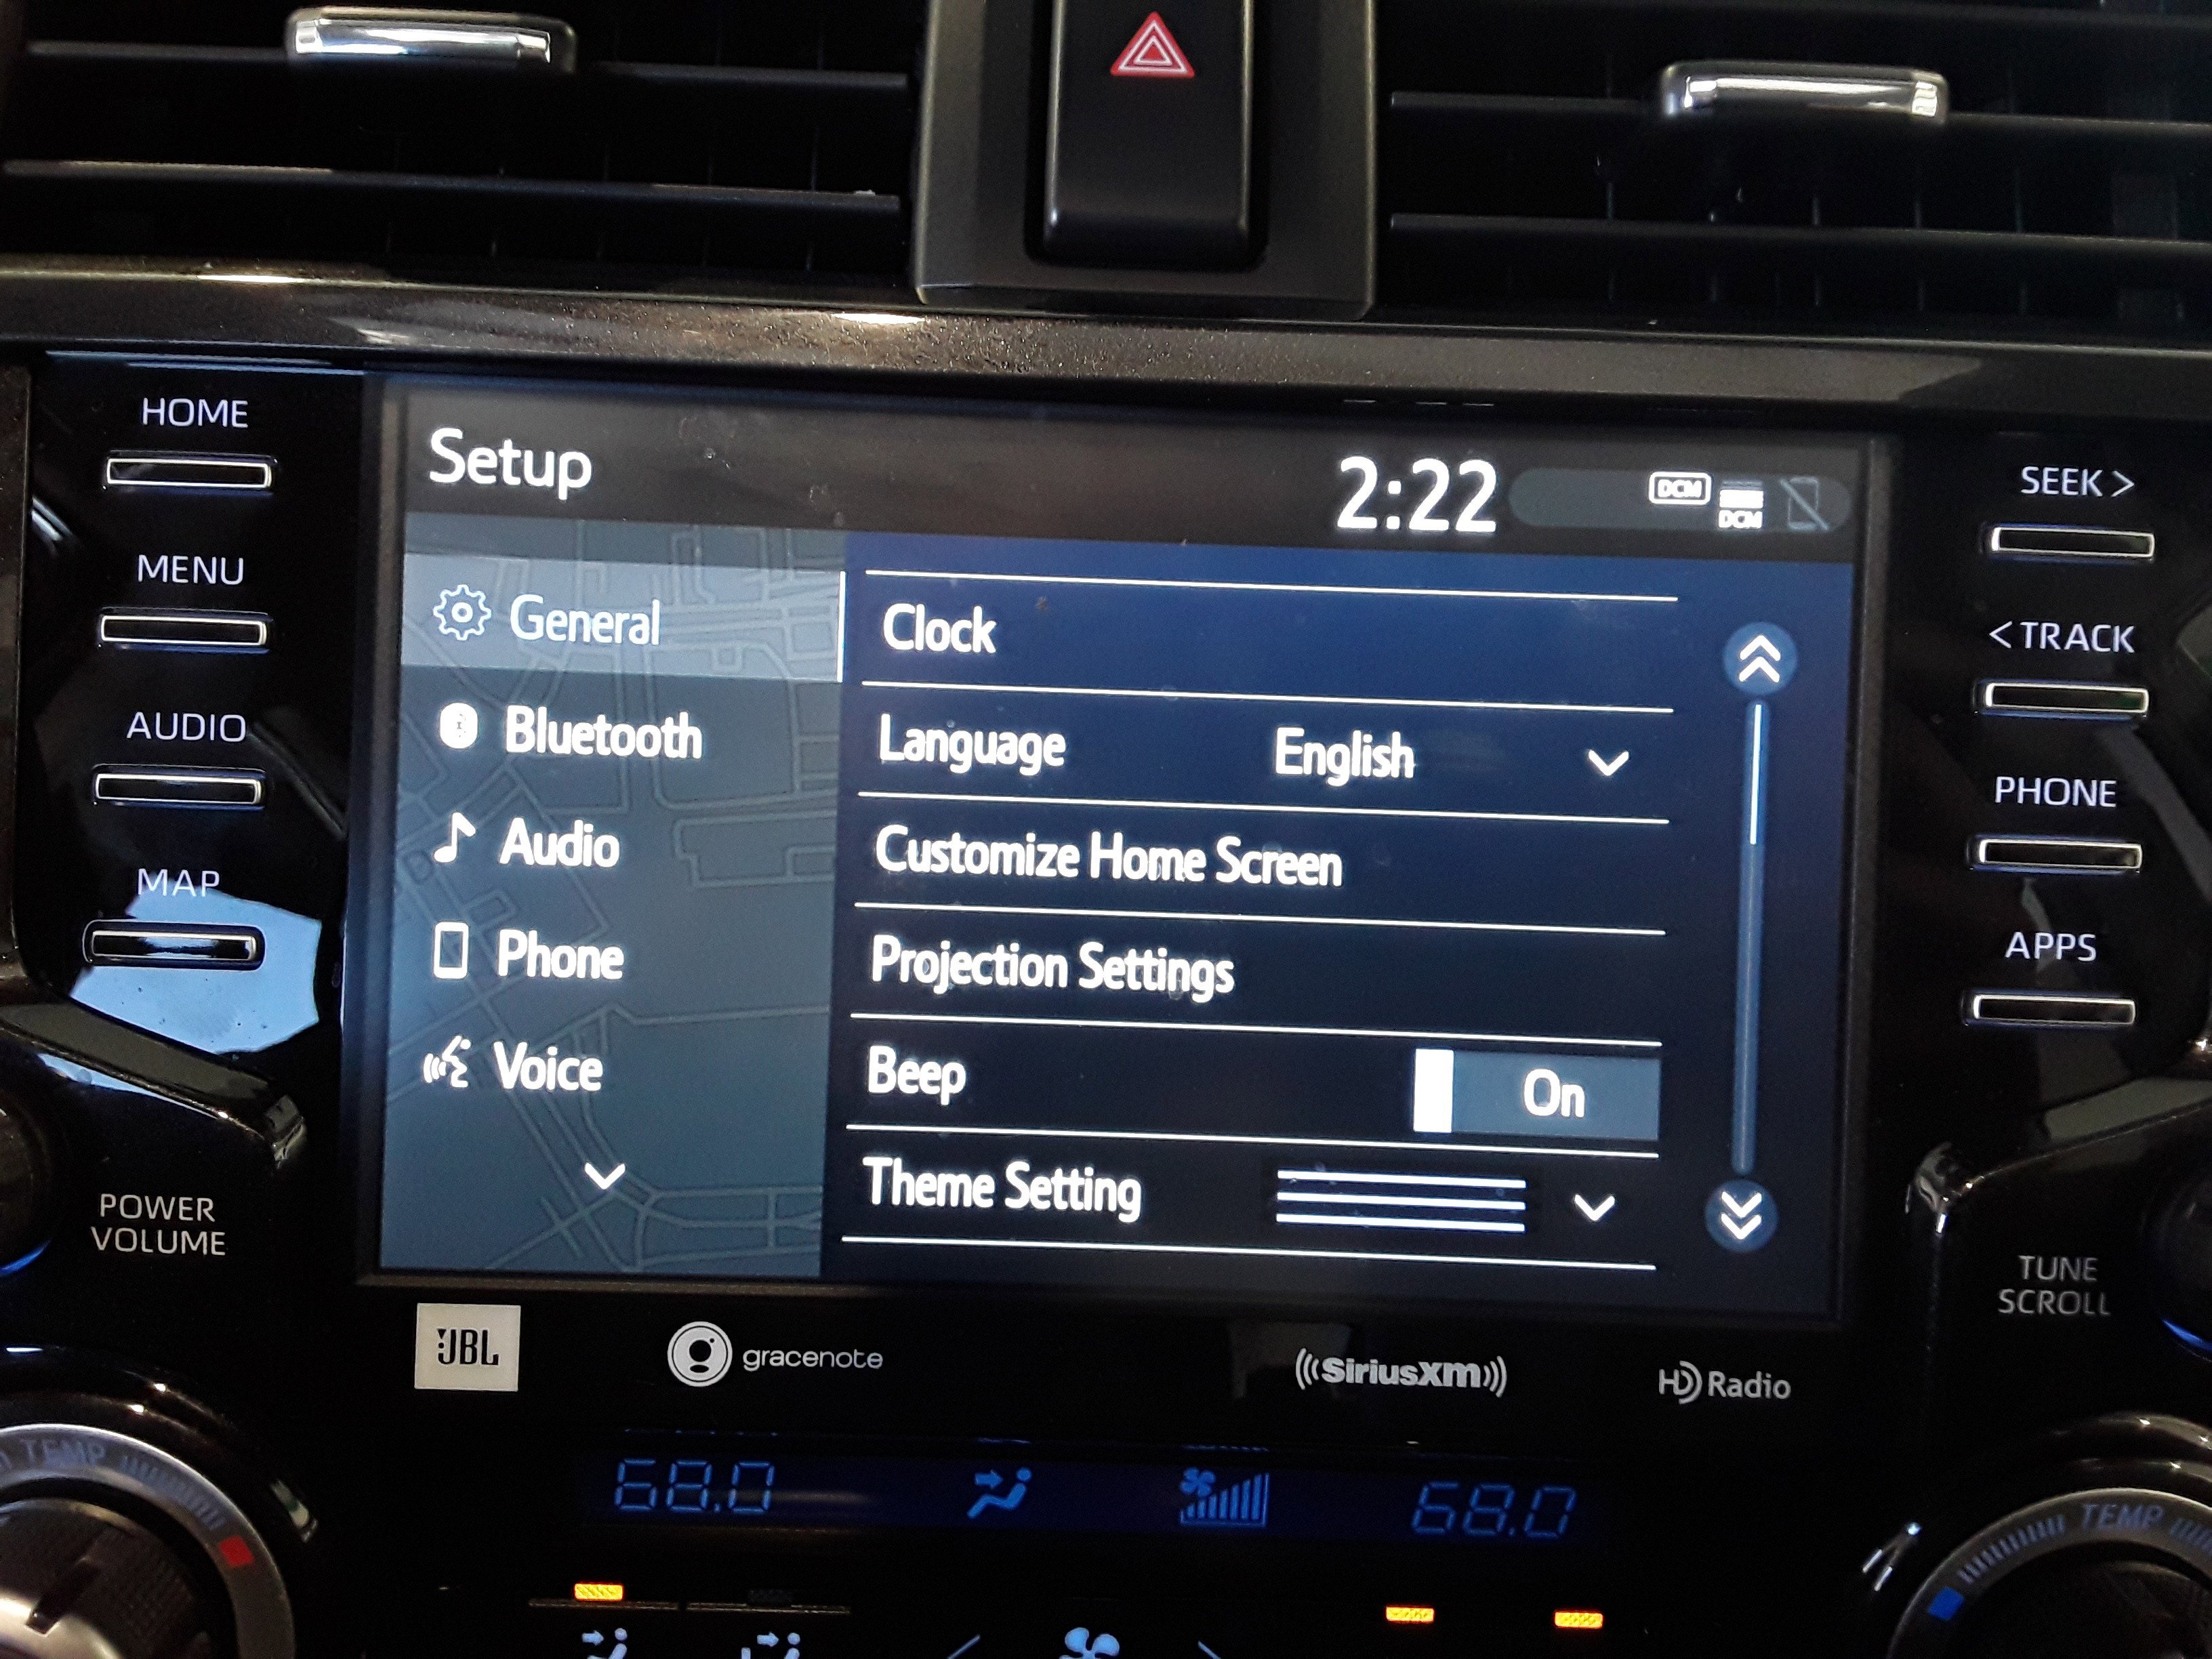 HOME
MENU
AUDIO
MAP
POWER
VOLUME
Setup
2:22
DCM
DCM
General
Bluetooth
Audio
Phone
Voice
Clock
Language English
Customize Home Screen
Projection Settings
Beep On
Theme Setting
SEEK >
< TRACK
PHONE
APPS
TUNE
SCROLL
JBL
gracenote
SiriusXM
HD Radio
TEMP
68.0
68.0
TEMP